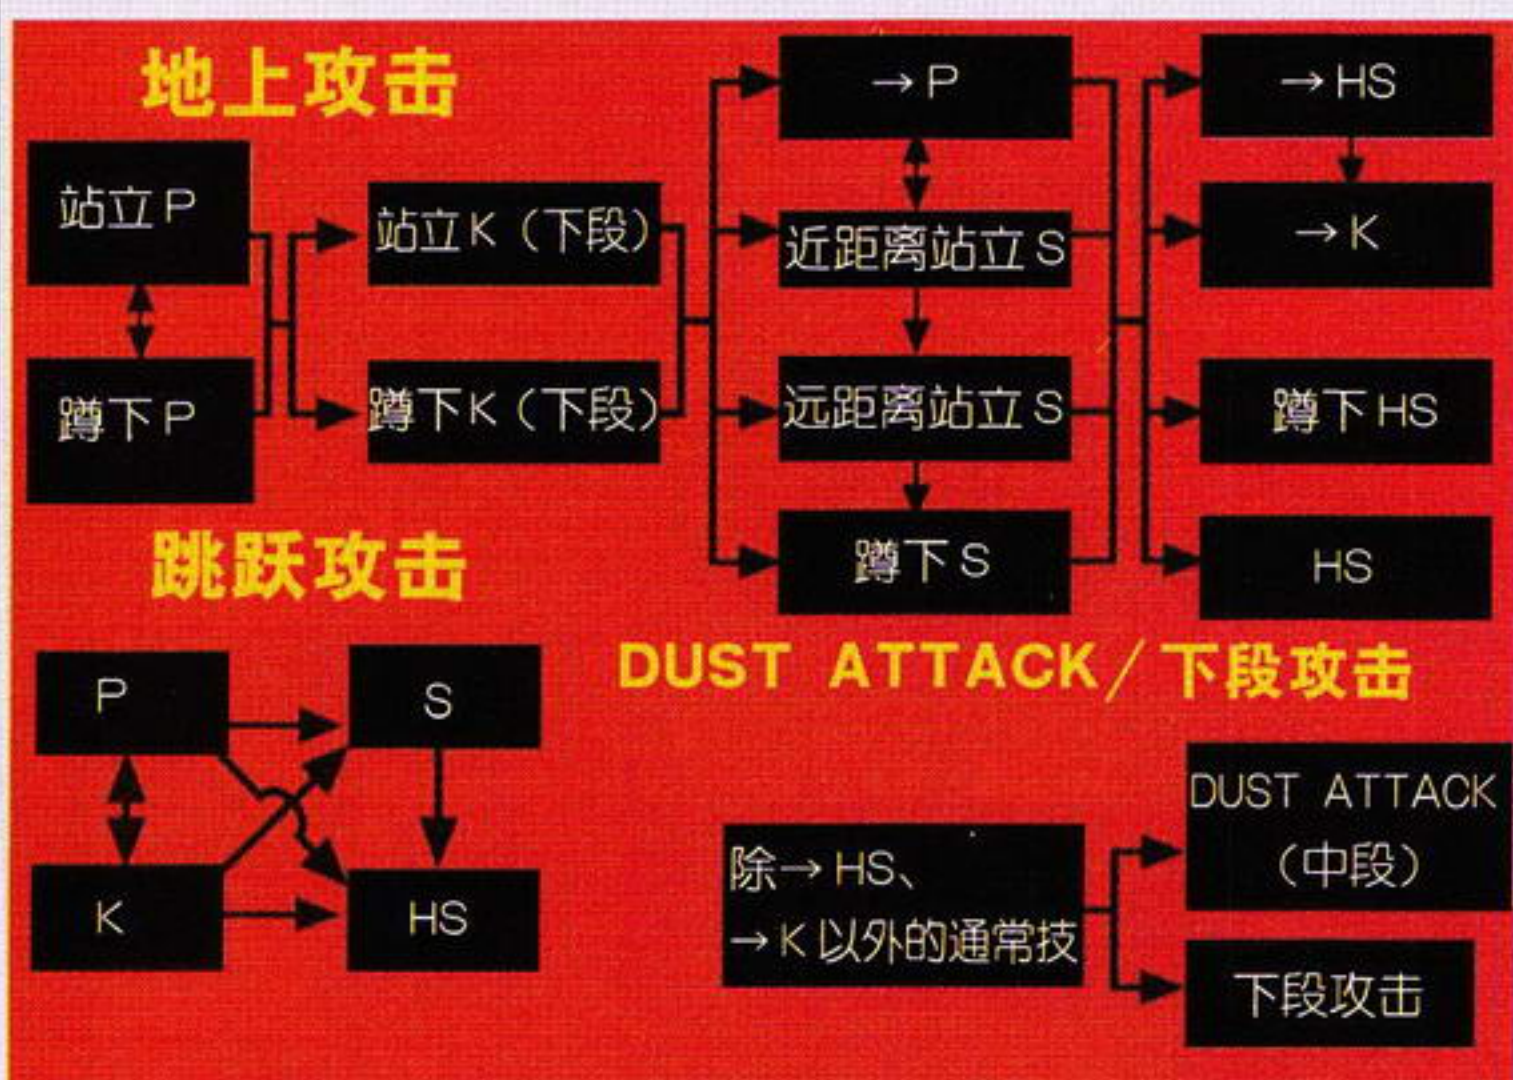 地上攻击
站立P
蹲下P
站立K（下段）
蹲下K（下段）
→P
近距离站立S
远距离站立S
蹲下S
→HS
→K
蹲下HS
HS
跳跃攻击
P
S
K
HS
DUST ATTACK/下段攻击
除→HS、
→K以外的通常技
DUST ATTACK
（中段）
下段攻击